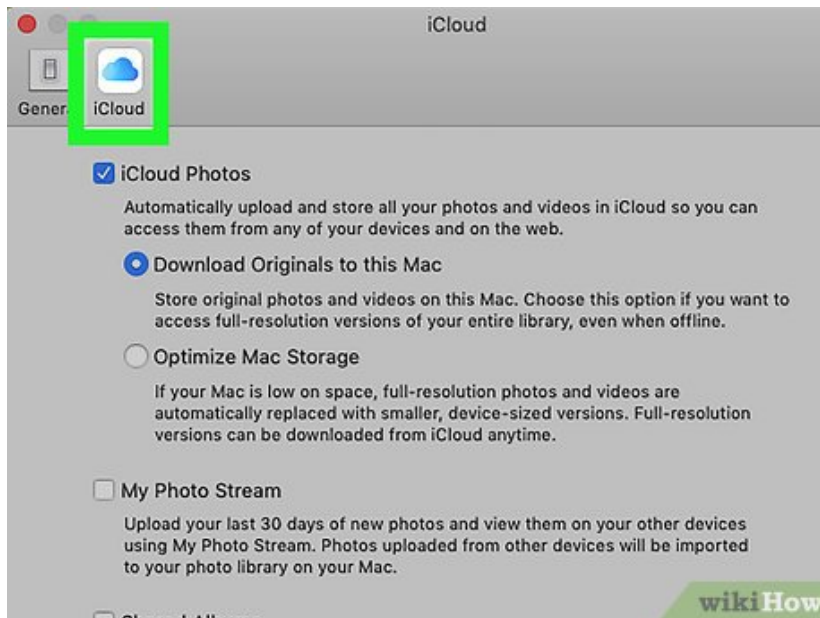 iCloud
iCloud
iCloud Photos
Automatically upload and store all your photos and videos in iCloud so you can
access them from any of your devices and on the web.
Download Originals to this Mac
Store original photos and videos on this Mac. Choose this option if you want to
access full-resolution versions of your entire library, even when offline.
Optimize Mac Storage
If your Mac is low on space, full-resolution photos and videos are
automatically replaced with smaller, device-sized versions. Full-resolution
versions can be downloaded from iCloud anytime.
My Photo Stream
Upload your last 30 days of new photos and view them on your other devices
using My Photo Stream. Photos uploaded from other devices will be imported
to your photo library on your Mac.
wikiHow